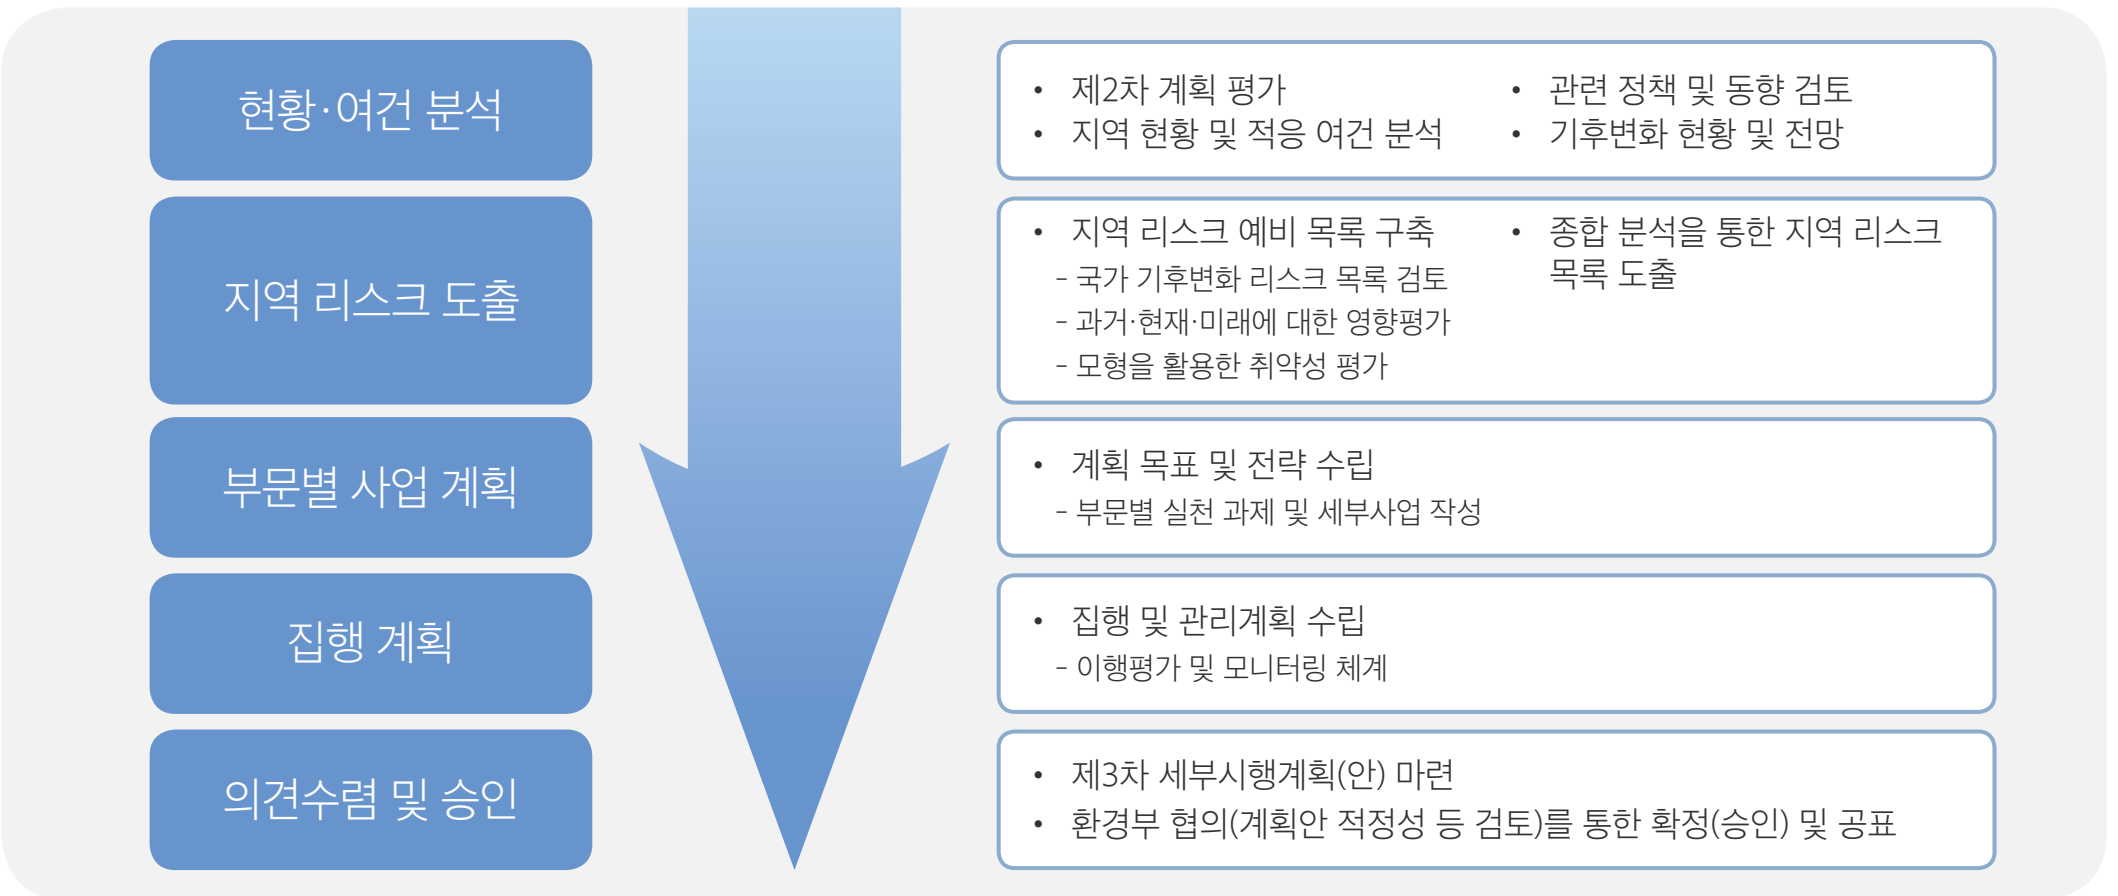 현황·여건 분석
• 제2차 계획 평가
• 지역 현황 및 적응 여건 분석
• 관련 정책 및 동향 검토
• 기후변화 현황 및 전망
지역 리스크 도출
• 지역 리스크 예비 목록 구축
- 국가 기후변화 리스크 목록 검토
- 과거·현재·미래에 대한 영향평가
- 모형을 활용한 취약성 평가
• 종합 분석을 통한 지역 리스크
목록 도출
부문별 사업 계획
• 계획 목표 및 전략 수립
- 부문별 실천 과제 및 세부사업 작성
집행 계획
• 집행 및 관리계획 수립
- 이행평가 및 모니터링 체계
의견수렴 및 승인
• 제3차 세부시행계획(안) 마련
• 환경부 협의(계획안 적정성 등 검토)를 통한 확정(승인) 및 공표